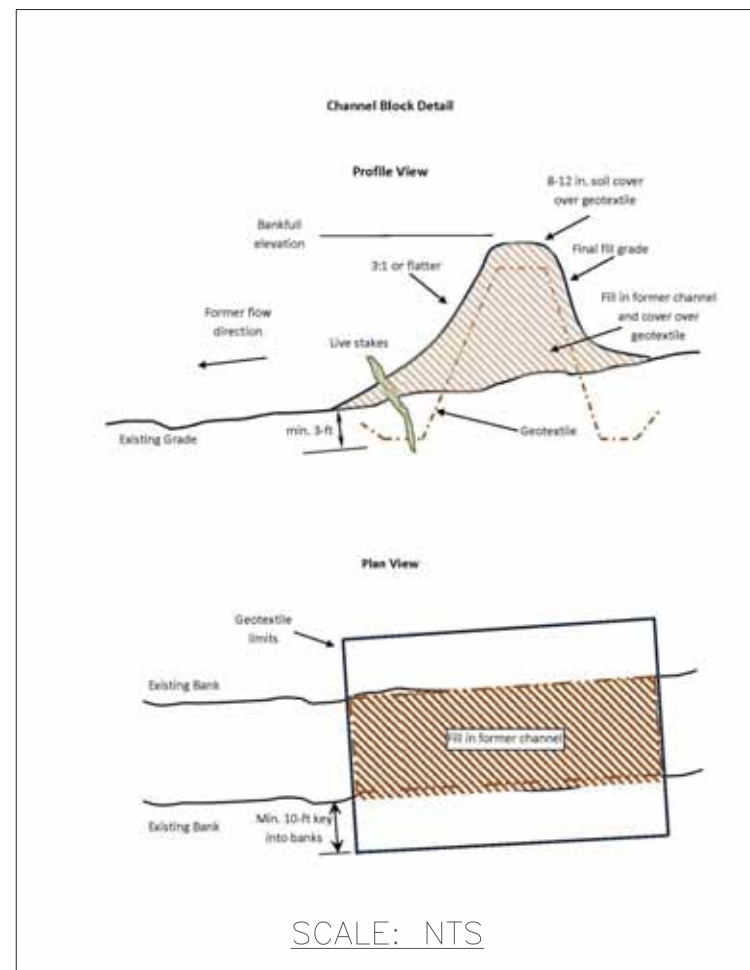 Channel Block Detail
Profile View
8-12 in. soil cover
over geotextile
Bankfull
elevation
Final fill grade
3:1 or flatter
Fill in former channel
and cover over
geotextile
Former flow
direction
Live stakes
min. 3-ft
Geotextile
Existing Grade
Plan View
Geotextile
limits
Existing Bank
Fill in former channel
Existing Bank
Min. 10-ft key
into banks
SCALE: NTS